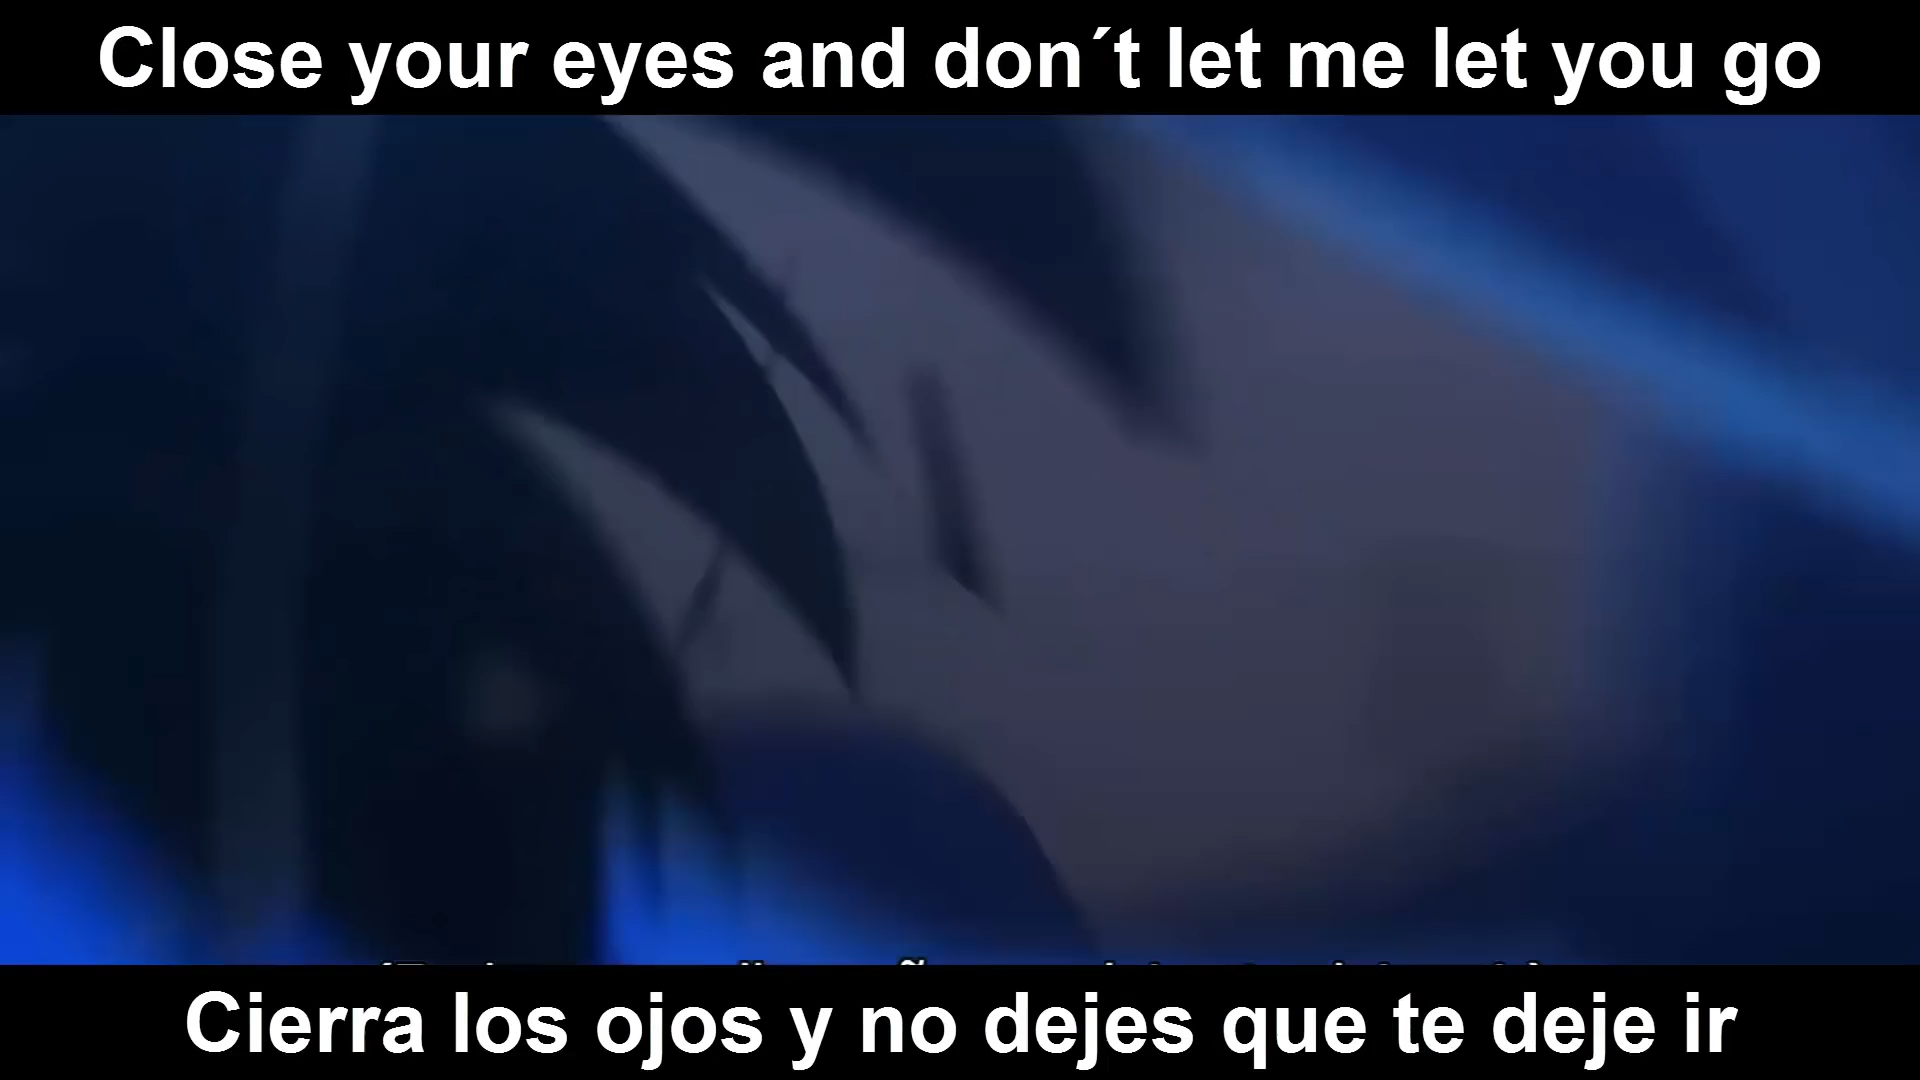 Close your eyes and don´t let me let you go
Cierra los ojos y no dejes que te deje ir